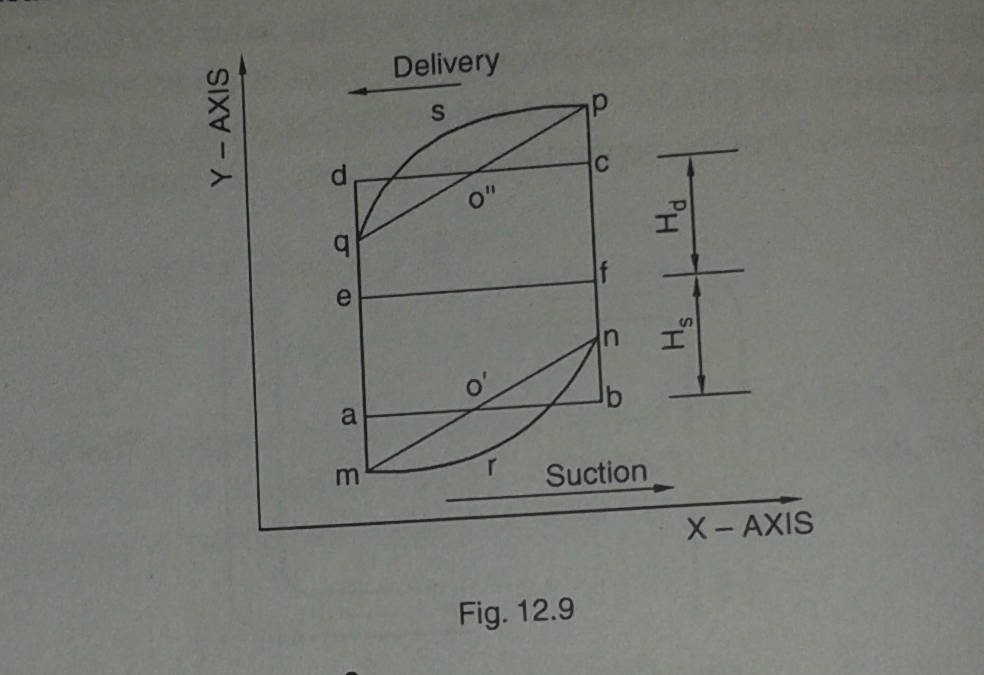 Delivery
Y – AXIS
s
p
d
c
o"
q
H_d
f
e
n
H_s
o'
b
a
m
r
Suction
X – AXIS
Fig. 12.9